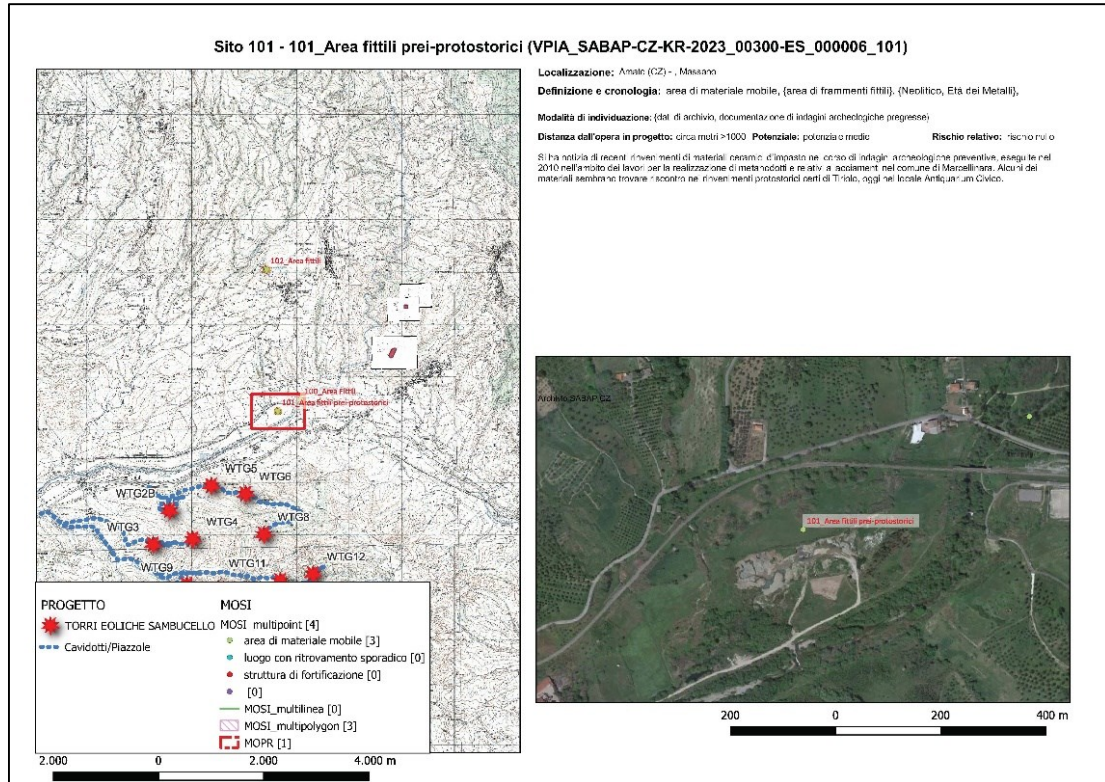 Sito 101 - 101_Area fittili prei-protostorici (VPIA_SABAP-CZ-KR-2023_00300-ES_000006_101)
Localizzazione: Amato (CZ) - , Massano
Definizione e cronologia: area di materiale mobile, {area di frammenti fittili}. {Neolitico, Età dei Metalli},
Modalità di individuazione: {dati di archivio, documentazione di indagini archeologiche pregresse}
Distanza dall'opera in progetto: circa metri >1000 Potenziale: potenziale medio Rischio relativo: rischio nullo
Si ha notizia di recenti rinvenimenti di materiali ceramici d'impasto nel corso di indagini archeologiche preventive, eseguite nel
2010 nell'ambito dei lavori per la realizzazione di metanodotti e relativi allacciamenti nel comune di Marcellinara. Alcuni dei
materiali sembrano trovare riscontro nei rinvenimenti protostorici certi di Tiriolo, oggi nel locale Antiquarium Civico.
102_Area fittili
100_Area Fittili
101_Area fittili prei-protostorici
WTG5
WTG6
WTG2B
WTG3
WTG4
WTG8
WTG9
WTG11
WTG12
PROGETTO
TORRI EOLICHE SAMBUCELLO
Cavidotti/Piazzole
MOSI
MOSI_multipoint [4]
area di materiale mobile [3]
luogo con ritrovamento sporadico [0]
struttura di fortificazione [0]
[0]
MOSI_multilinea [0]
MOSI_multipolygon [3]
MOPR [1]
2.000 0 2.000 4.000 m
Archivio SABAP CZ
101_Area fittili prei-protostorici
200 0 200 400 m